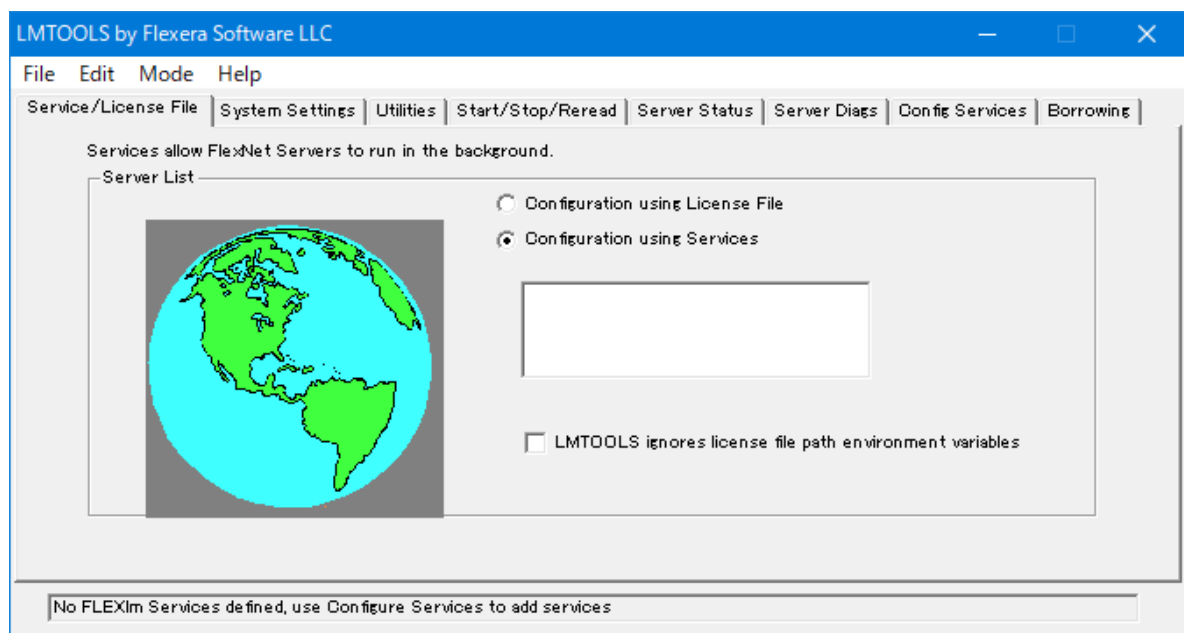 LMTOOLS by Flexera Software LLC
File Edit Mode Help
Service/License File System Settings Utilities Start/Stop/Reread Server Status Server Diags Config Services Borrowing
Services allow FlexNet Servers to run in the background.
Server List
Configuration using License File
Configuration using Services
LMTOOLS ignores license file path environment variables
No FLEXlm Services defined, use Configure Services to add services